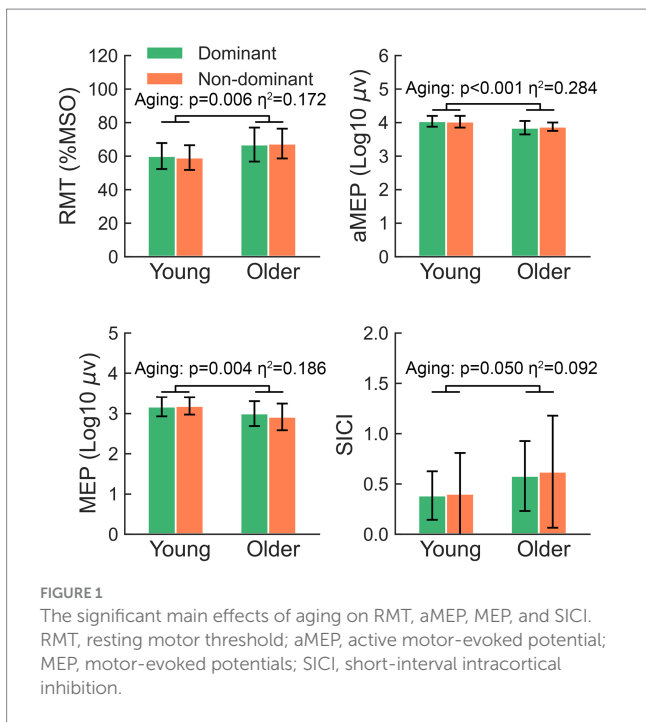 120
100
80
60
40
20
0
RMT (%MSO)
Dominant
Non-dominant
Aging: p=0.006 η²=0.172
Young Older
6
5
4
3
2
1
0
aMEP (Log10 μv)
Aging: p<0.001 η²=0.284
Young Older
5
4
3
2
1
0
MEP (Log10 μv)
Aging: p=0.004 η²=0.186
Young Older
2.0
1.5
1.0
0.5
0.0
SICI
Aging: p=0.050 η²=0.092
Young Older
FIGURE 1
The significant main effects of aging on RMT, aMEP, MEP, and SICI.
RMT, resting motor threshold; aMEP, active motor-evoked potential;
MEP, motor-evoked potentials; SICI, short-interval intracortical
inhibition.